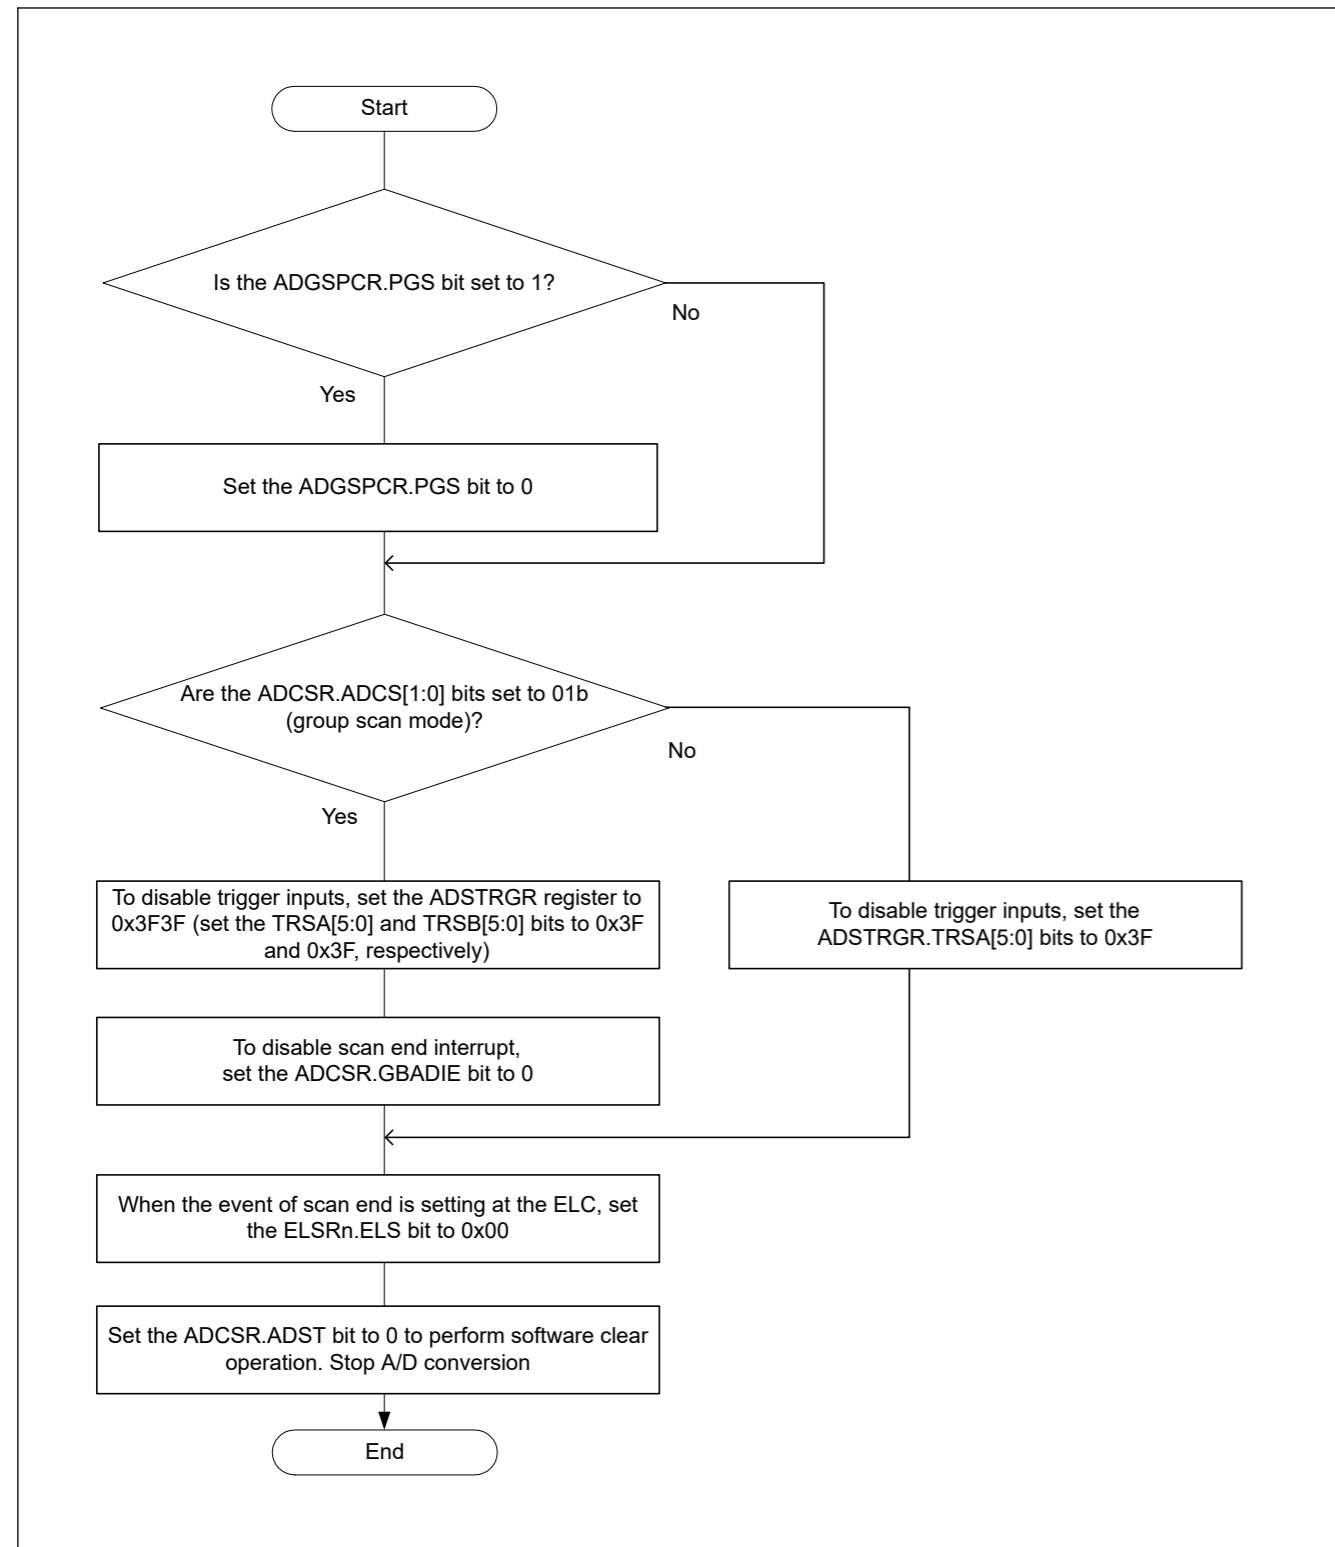 Start
Is the ADGSPCR.PGS bit set to 1?
No
Yes
Set the ADGSPCR.PGS bit to 0
Are the ADCSR.ADCS[1:0] bits set to 01b
(group scan mode)?
No
Yes
To disable trigger inputs, set the ADSTRGR register to
0x3F3F (set the TRSA[5:0] and TRSB[5:0] bits to 0x3F
and 0x3F, respectively)
To disable trigger inputs, set the
ADSTRGR.TRSA[5:0] bits to 0x3F
To disable scan end interrupt,
set the ADCSR.GBADIE bit to 0
When the event of scan end is setting at the ELC, set
the ELSRn.ELS bit to 0x00
Set the ADCSR.ADST bit to 0 to perform software clear
operation. Stop A/D conversion
End